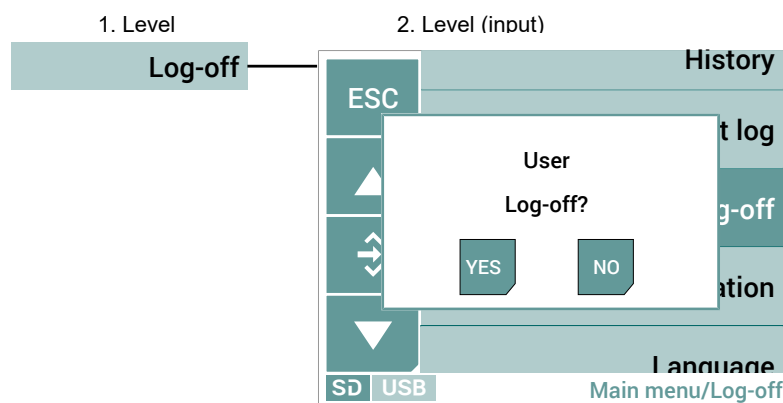 1. Level
2. Level (input)
Log-off
History
ESC
t log
User
Log-off?
g-off
YES
NO
ation
Language
SD
USB
Main menu/Log-off